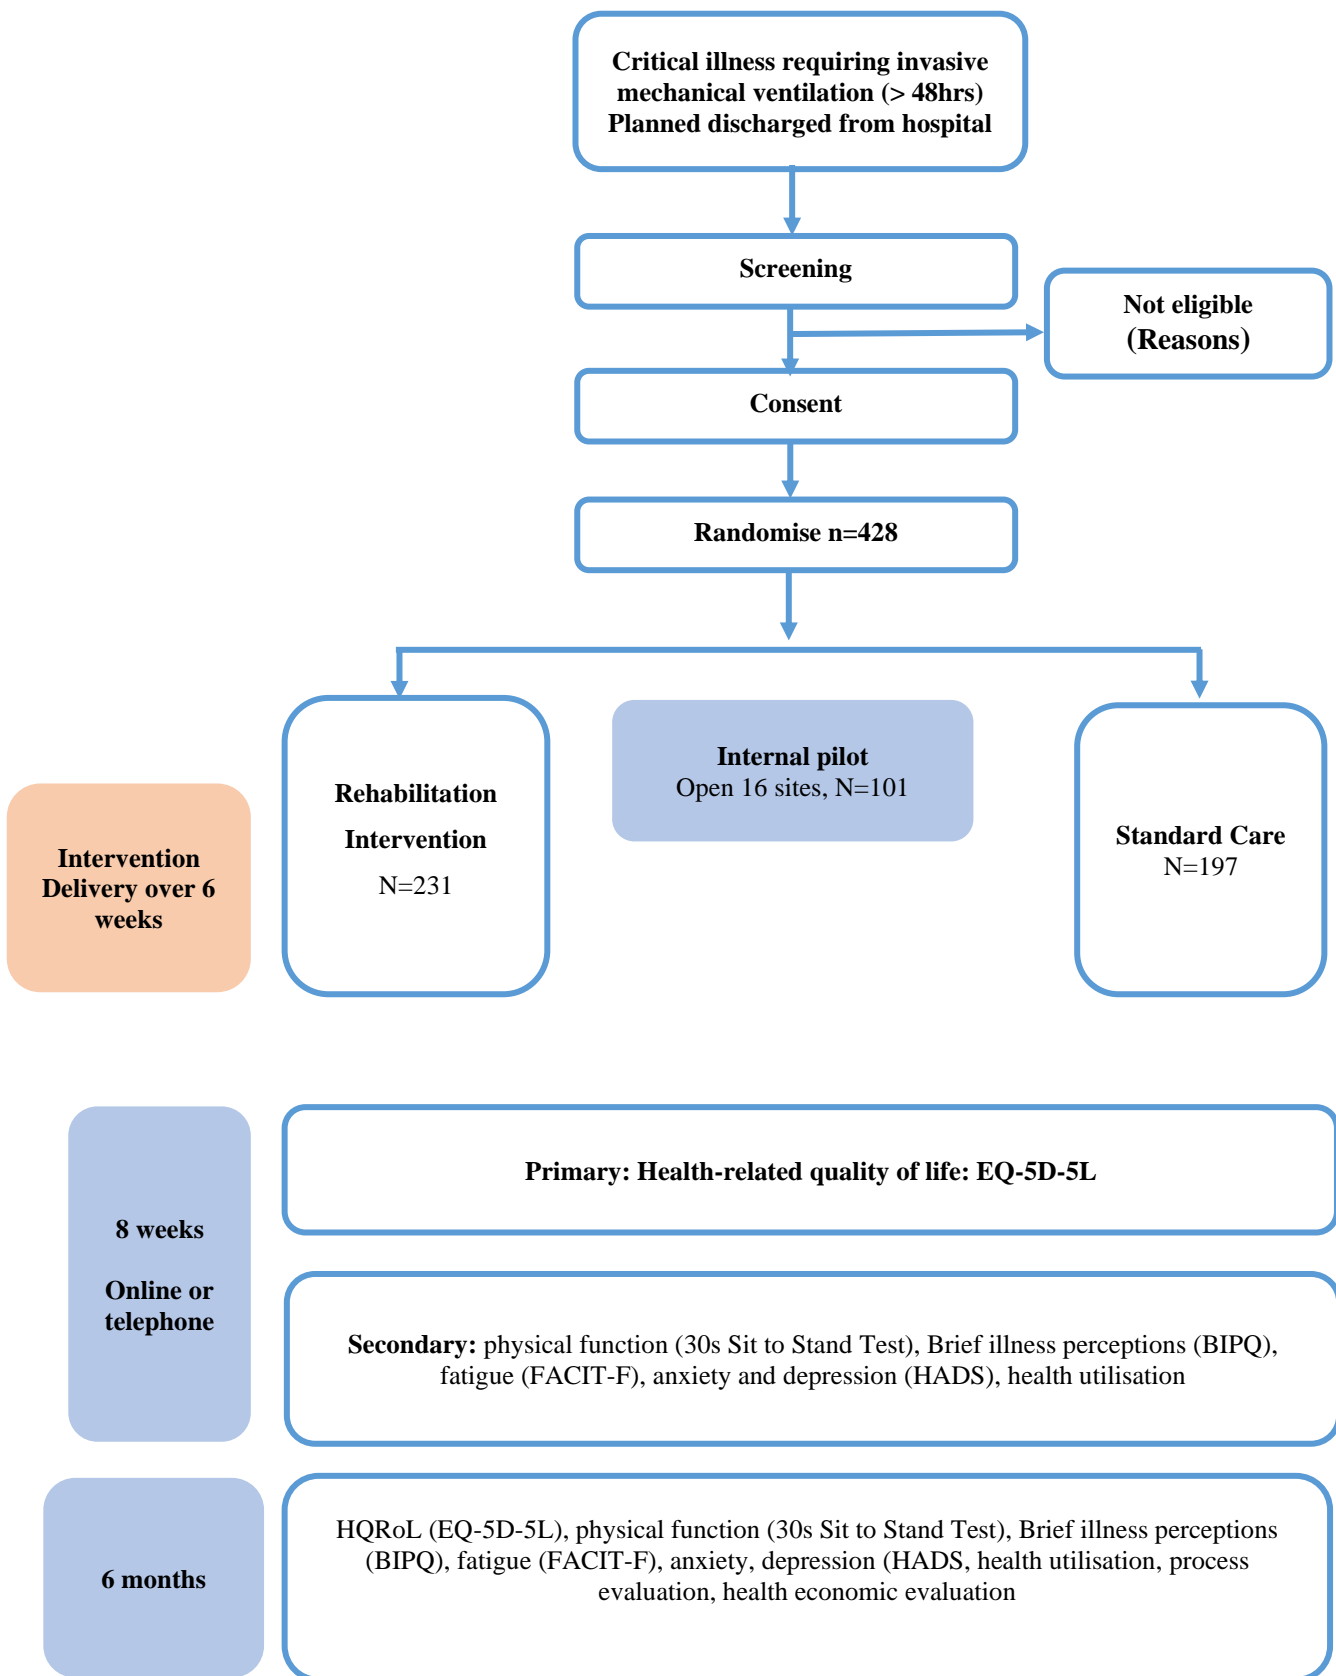 Critical illness requiring invasive
mechanical ventilation (> 48hrs)
Planned discharged from hospital
Screening
Not eligible
(Reasons)
Consent
Randomise n=428
Rehabilitation
Intervention
N=231
Internal pilot
Open 16 sites, N=101
Standard Care
N=197
Intervention
Delivery over 6
weeks
8 weeks
Online or
telephone
Primary: Health-related quality of life: EQ-5D-5L
Secondary: physical function (30s Sit to Stand Test), Brief illness perceptions (BIPQ),
fatigue (FACIT-F), anxiety and depression (HADS), health utilisation
6 months
HQRoL (EQ-5D-5L), physical function (30s Sit to Stand Test), Brief illness perceptions
(BIPQ), fatigue (FACIT-F), anxiety, depression (HADS, health utilisation, process
evaluation, health economic evaluation